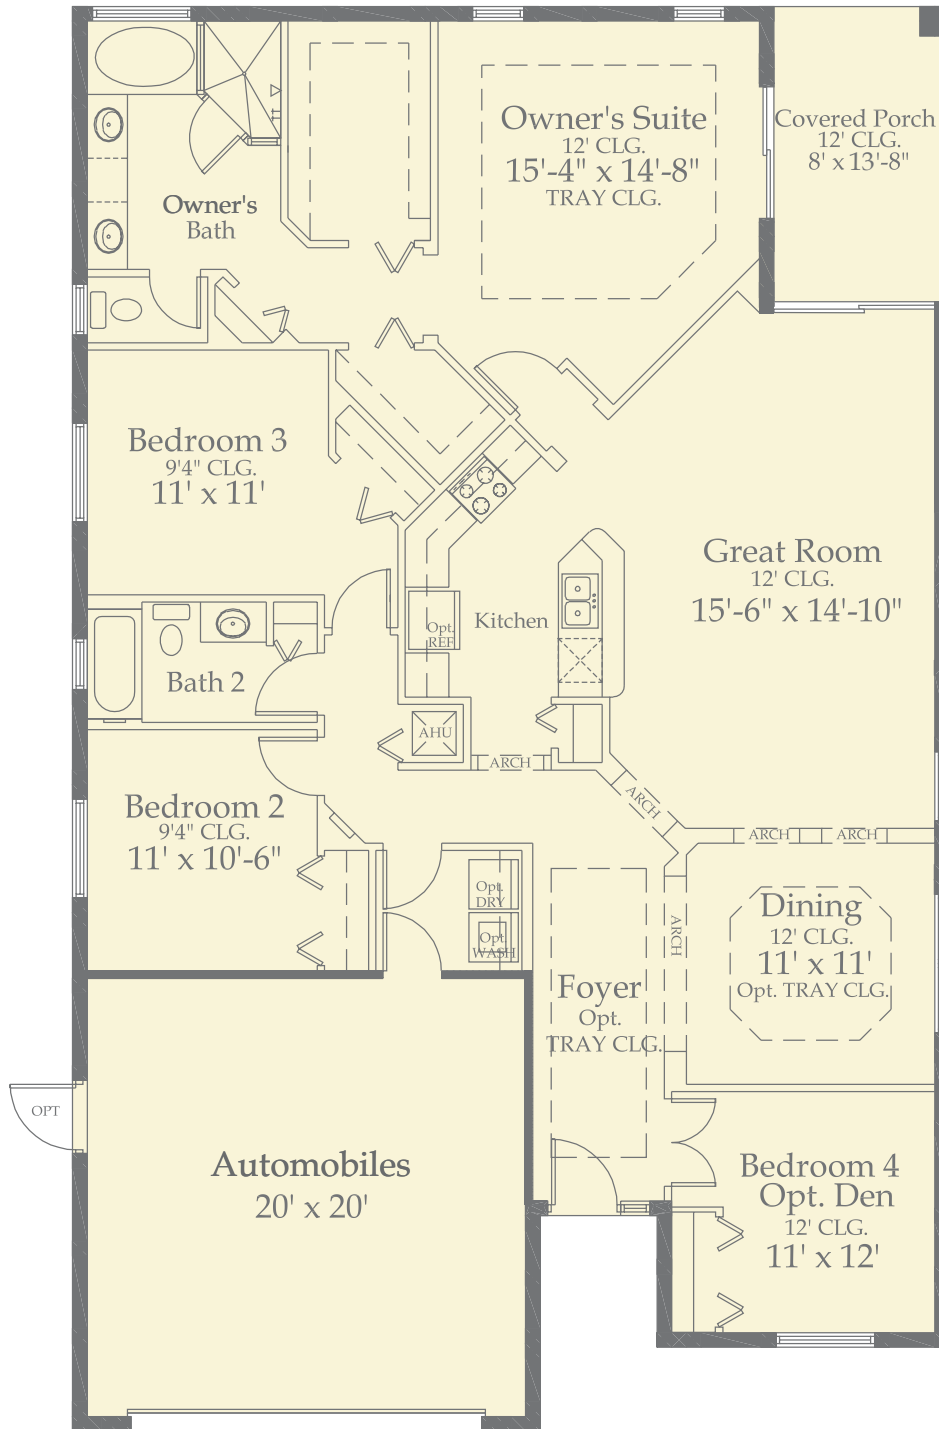 Owner's Suite
12' CLG.
15'-4" x 14'-8"
TRAY CLG.
Covered Porch
12' CLG.
8' x 13'-8"
Owner's
Bath
Bedroom 3
9'4" CLG.
11' x 11'
Great Room
12' CLG.
15'-6" x 14'-10"
Kitchen
Opt.
REF
Bath 2
AHU
ARCH
ARCH
ARCH
ARCH
Bedroom 2
9'4" CLG.
11' x 10'-6"
Opt.
DRY
Opt.
WASH
ARCH
Dining
12' CLG.
11' x 11'
Opt. TRAY CLG.
Foyer
Opt.
TRAY CLG.
OPT
Automobiles
20' x 20'
Bedroom 4
Opt. Den
12' CLG.
11' x 12'